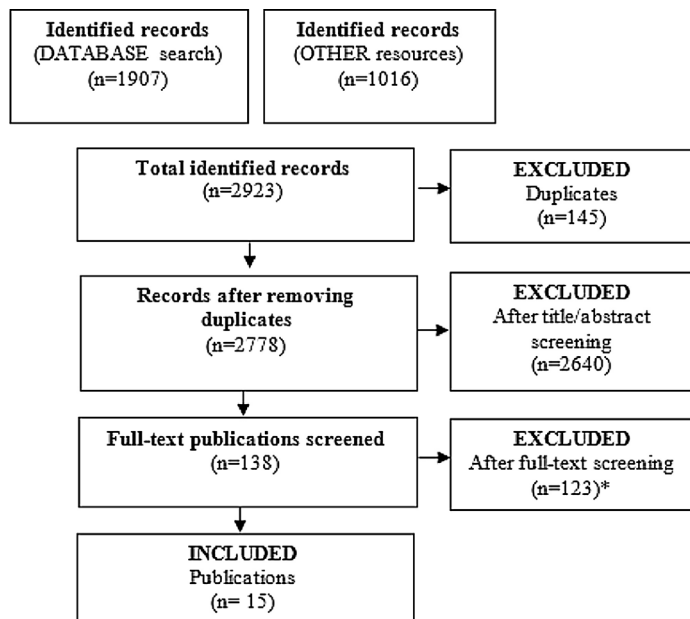 Identified records
(DATABASE search)
(n=1907)
Identified records
(OTHER resources)
(n=1016)
Total identified records
(n=2923)
EXCLUDED
Duplicates
(n=145)
Records after removing
duplicates
(n=2778)
EXCLUDED
After title/abstract
screening
(n=2640)
Full-text publications screened
(n=138)
EXCLUDED
After full-text screening
(n=123)*
INCLUDED
Publications
(n= 15)